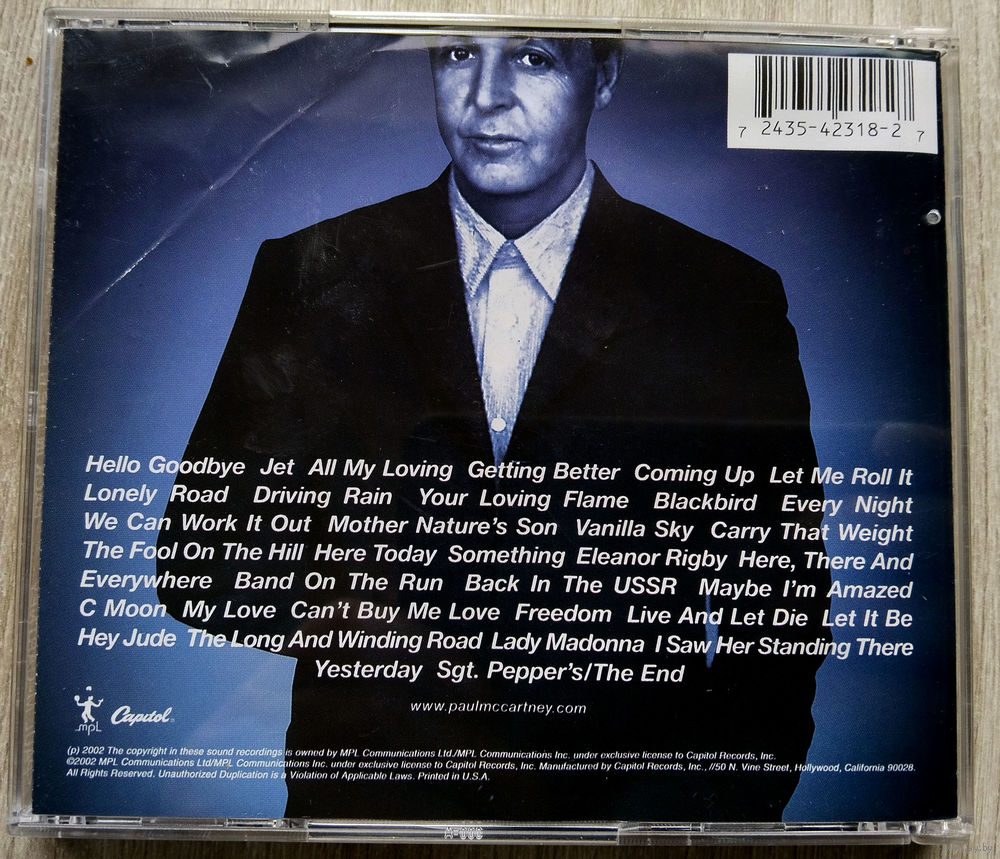 7 2435-42318-2 7
Hello Goodbye Jet All My Loving Getting Better Coming Up Let Me Roll It
Lonely Road Driving Rain Your Loving Flame Blackbird Every Night
We Can Work It Out Mother Nature's Son Vanilla Sky Carry That Weight
The Fool On The Hill Here Today Something Eleanor Rigby Here, There And
Everywhere Band On The Run Back In The USSR Maybe I'm Amazed
C Moon My Love Can't Buy Me Love Freedom Live And Let Die Let It Be
Hey Jude The Long And Winding Road Lady Madonna I Saw Her Standing There
Yesterday Sgt. Pepper's/The End
www.paulmccartney.com
mpL Capitol®
(p) 2002 The copyright in these sound recordings is owned by MPL Communications Ltd./MPL Communications Inc. under exclusive license to Capitol Records, Inc.
©2002 MPL Communications Ltd/MPL Communications Inc. under exclusive license to Capitol Records, Inc. Manufactured by Capitol Records, Inc., //50 N. Vine Street, Hollywood, California 90028.
All Rights Reserved. Unauthorized Duplication is a Violation of Applicable Laws. Printed in U.S.A.